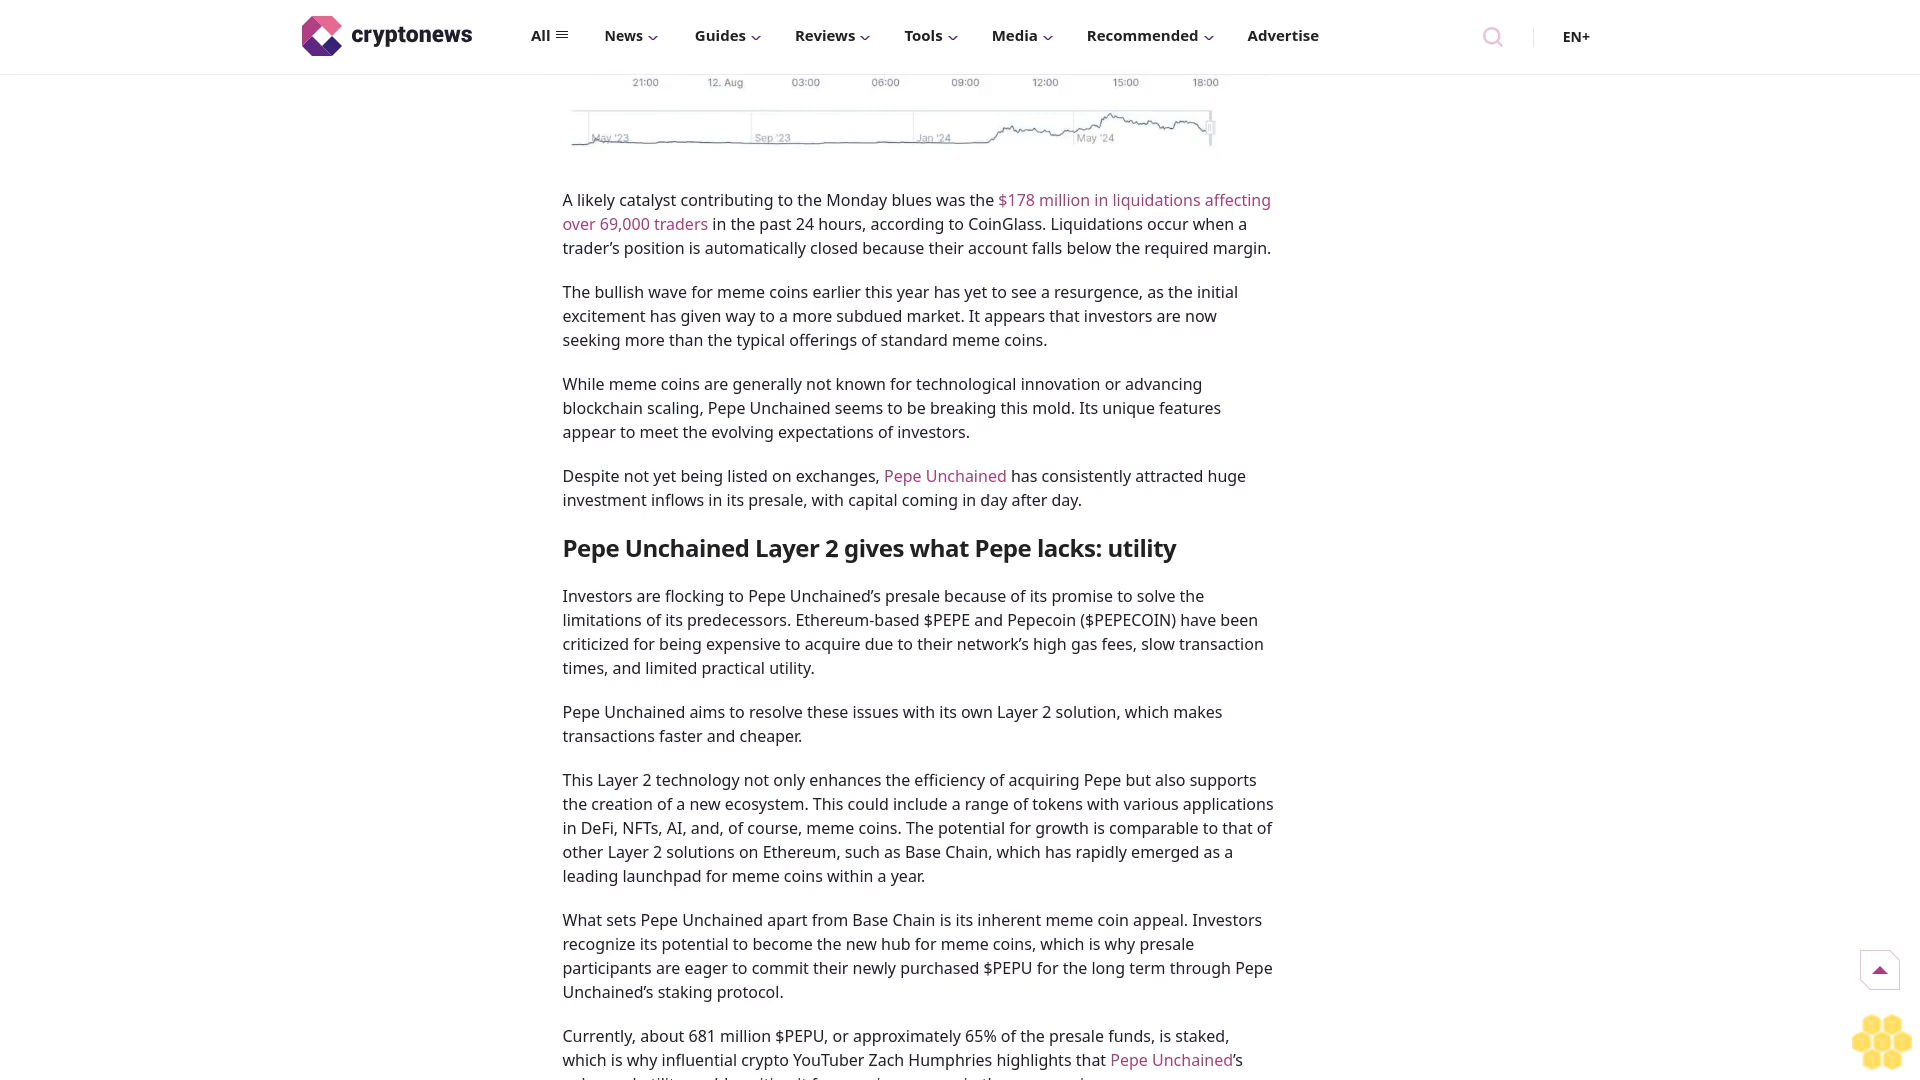 cryptonews
All News Guides Reviews Tools Media Recommended Advertise EN+
21:00 12. Aug 03:00 06:00 09:00 12:00 15:00 18:00
May '23 Sep '23 Jan '24 May '24
A likely catalyst contributing to the Monday blues was the $178 million in liquidations affecting
over 69,000 traders in the past 24 hours, according to CoinGlass. Liquidations occur when a
trader’s position is automatically closed because their account falls below the required margin.
The bullish wave for meme coins earlier this year has yet to see a resurgence, as the initial
excitement has given way to a more subdued market. It appears that investors are now
seeking more than the typical offerings of standard meme coins.
While meme coins are generally not known for technological innovation or advancing
blockchain scaling, Pepe Unchained seems to be breaking this mold. Its unique features
appear to meet the evolving expectations of investors.
Despite not yet being listed on exchanges, Pepe Unchained has consistently attracted huge
investment inflows in its presale, with capital coming in day after day.
Pepe Unchained Layer 2 gives what Pepe lacks: utility
Investors are flocking to Pepe Unchained’s presale because of its promise to solve the
limitations of its predecessors. Ethereum-based $PEPE and Pepecoin ($PEPECOIN) have been
criticized for being expensive to acquire due to their network’s high gas fees, slow transaction
times, and limited practical utility.
Pepe Unchained aims to resolve these issues with its own Layer 2 solution, which makes
transactions faster and cheaper.
This Layer 2 technology not only enhances the efficiency of acquiring Pepe but also supports
the creation of a new ecosystem. This could include a range of tokens with various applications
in DeFi, NFTs, AI, and, of course, meme coins. The potential for growth is comparable to that of
other Layer 2 solutions on Ethereum, such as Base Chain, which has rapidly emerged as a
leading launchpad for meme coins within a year.
What sets Pepe Unchained apart from Base Chain is its inherent meme coin appeal. Investors
recognize its potential to become the new hub for meme coins, which is why presale
participants are eager to commit their newly purchased $PEPU for the long term through Pepe
Unchained’s staking protocol.
Currently, about 681 million $PEPU, or approximately 65% of the presale funds, is staked,
which is why influential crypto YouTuber Zach Humphries highlights that Pepe Unchained’s